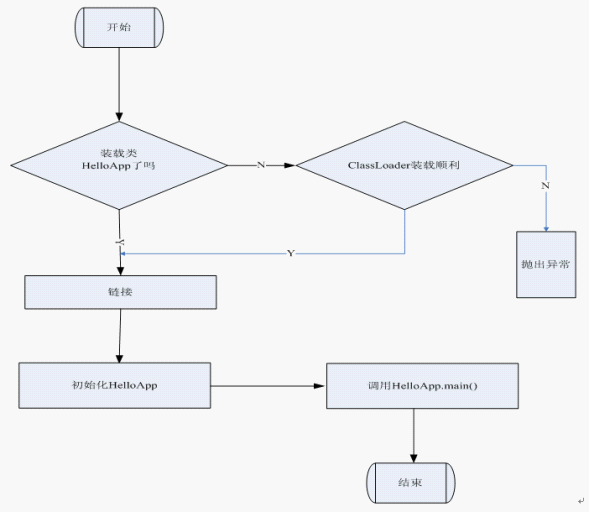 开始
装载类
HelloApp了吗
N
ClassLoader装载顺利
N
Y
Y
抛出异常
链接
初始化HelloApp
调用HelloApp.main()
结束